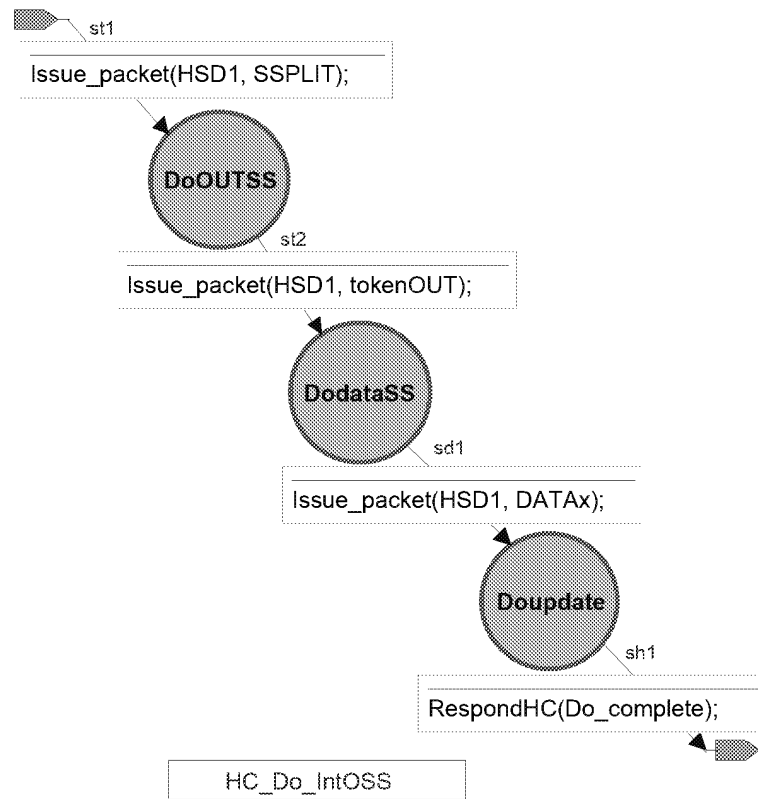 st1
Issue_packet(HSD1, SSPLIT);
DoOUTSS
st2
Issue_packet(HSD1, tokenOUT);
DodataSS
sd1
Issue_packet(HSD1, DATAx);
Doupdate
sh1
RespondHC(Do_complete);
HC_Do_IntOSS